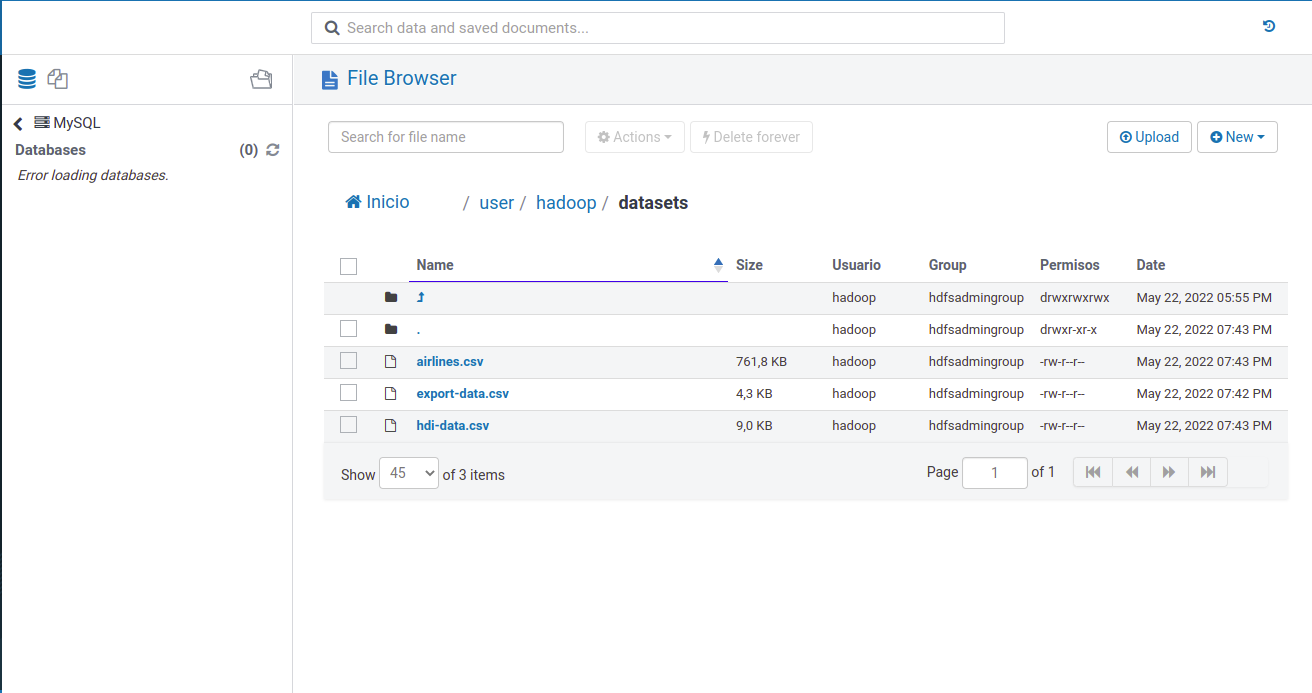 Search data and saved documents...
File Browser
MySQL
Databases (0)
Error loading databases.
Search for file name Actions Delete forever Upload New
Inicio / user / hadoop / datasets
Name Size Usuario Group Permisos Date
hadoop hdfsadmingroup drwxrwxrwx May 22, 2022 05:55 PM
. hadoop hdfsadmingroup drwxr-xr-x May 22, 2022 07:43 PM
airlines.csv 761,8 KB hadoop hdfsadmingroup -rw-r--r-- May 22, 2022 07:43 PM
export-data.csv 4,3 KB hadoop hdfsadmingroup -rw-r--r-- May 22, 2022 07:42 PM
hdi-data.csv 9,0 KB hadoop hdfsadmingroup -rw-r--r-- May 22, 2022 07:43 PM
Show 45 of 3 items Page 1 of 1